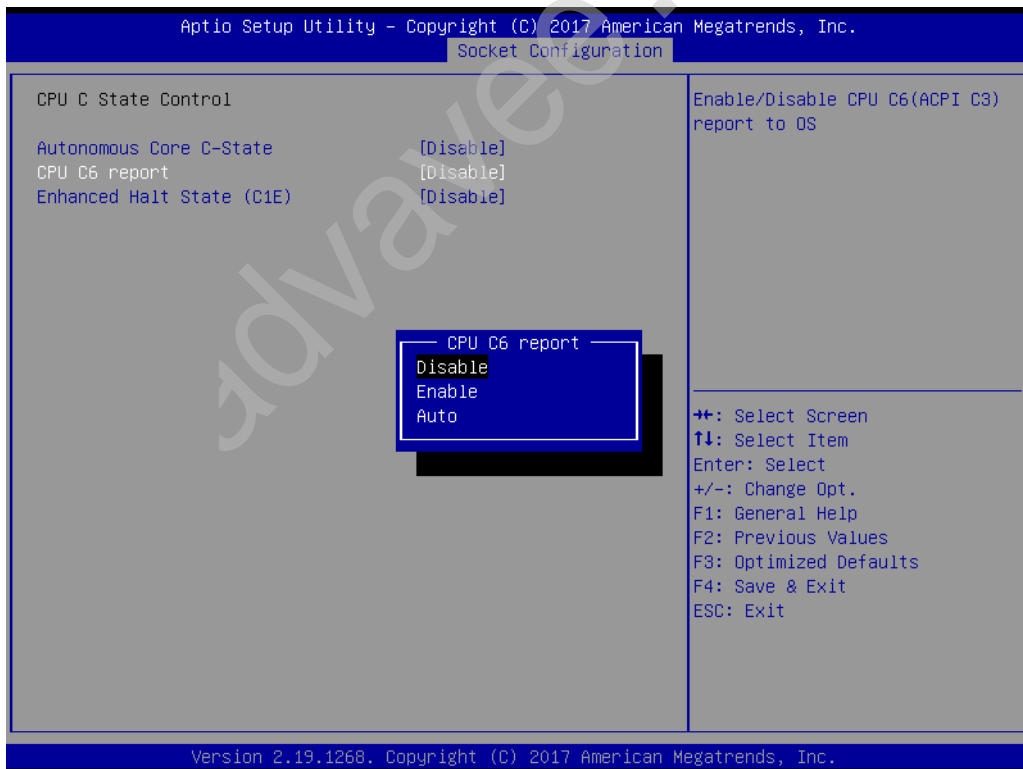 Aptio Setup Utility – Copyright (C) 2017 American Megatrends, Inc.
Socket Configuration
CPU C State Control
Autonomous Core C-State [Disable]
CPU C6 report [Disable]
Enhanced Halt State (C1E) [Disable]
Enable/Disable CPU C6(ACPI C3)
report to OS
CPU C6 report
Disable
Enable
Auto
→←: Select Screen
↑↓: Select Item
Enter: Select
+/-: Change Opt.
F1: General Help
F2: Previous Values
F3: Optimized Defaults
F4: Save & Exit
ESC: Exit
Version 2.19.1268. Copyright (C) 2017 American Megatrends, Inc.
advavee.